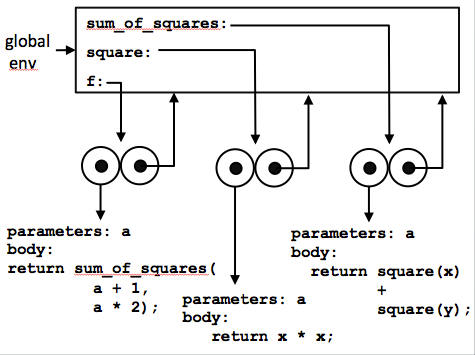 sum_of_squares:
global
env
square:
f:
parameters: a
body:
return sum_of_squares(
a + 1,
a * 2);
parameters: a
body:
return x * x;
parameters: a
body:
return square(x)
+
square(y);